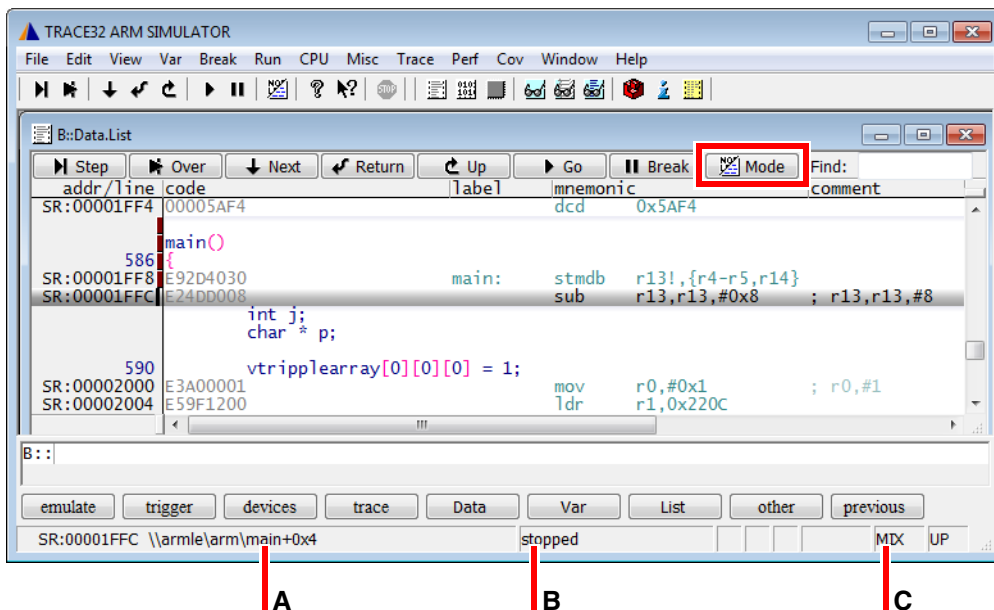 TRACE32 ARM SIMULATOR
File Edit View Var Break Run CPU Misc Trace Perf Cov Window Help
B::Data.List
Step Over Next Return Up Go Break Mode Find:
addr/line code label mnemonic comment
SR:00001FF4 00005AF4 dcd 0x5AF4
main()
586 {
SR:00001FF8 E92D4030 main: stmdb r13!,{r4-r5,r14}
SR:00001FFC E24DD008 sub r13,r13,#0x8 ; r13,r13,#8
int j;
char * p;
590 vtripplearray[0][0][0] = 1;
SR:00002000 E3A00001 mov r0,#0x1 ; r0,#1
SR:00002004 E59F1200 ldr r1,0x220C
B::
emulate trigger devices trace Data Var List other previous
SR:00001FFC \\armle\arm\main+0x4 stopped MIX UP
A B C